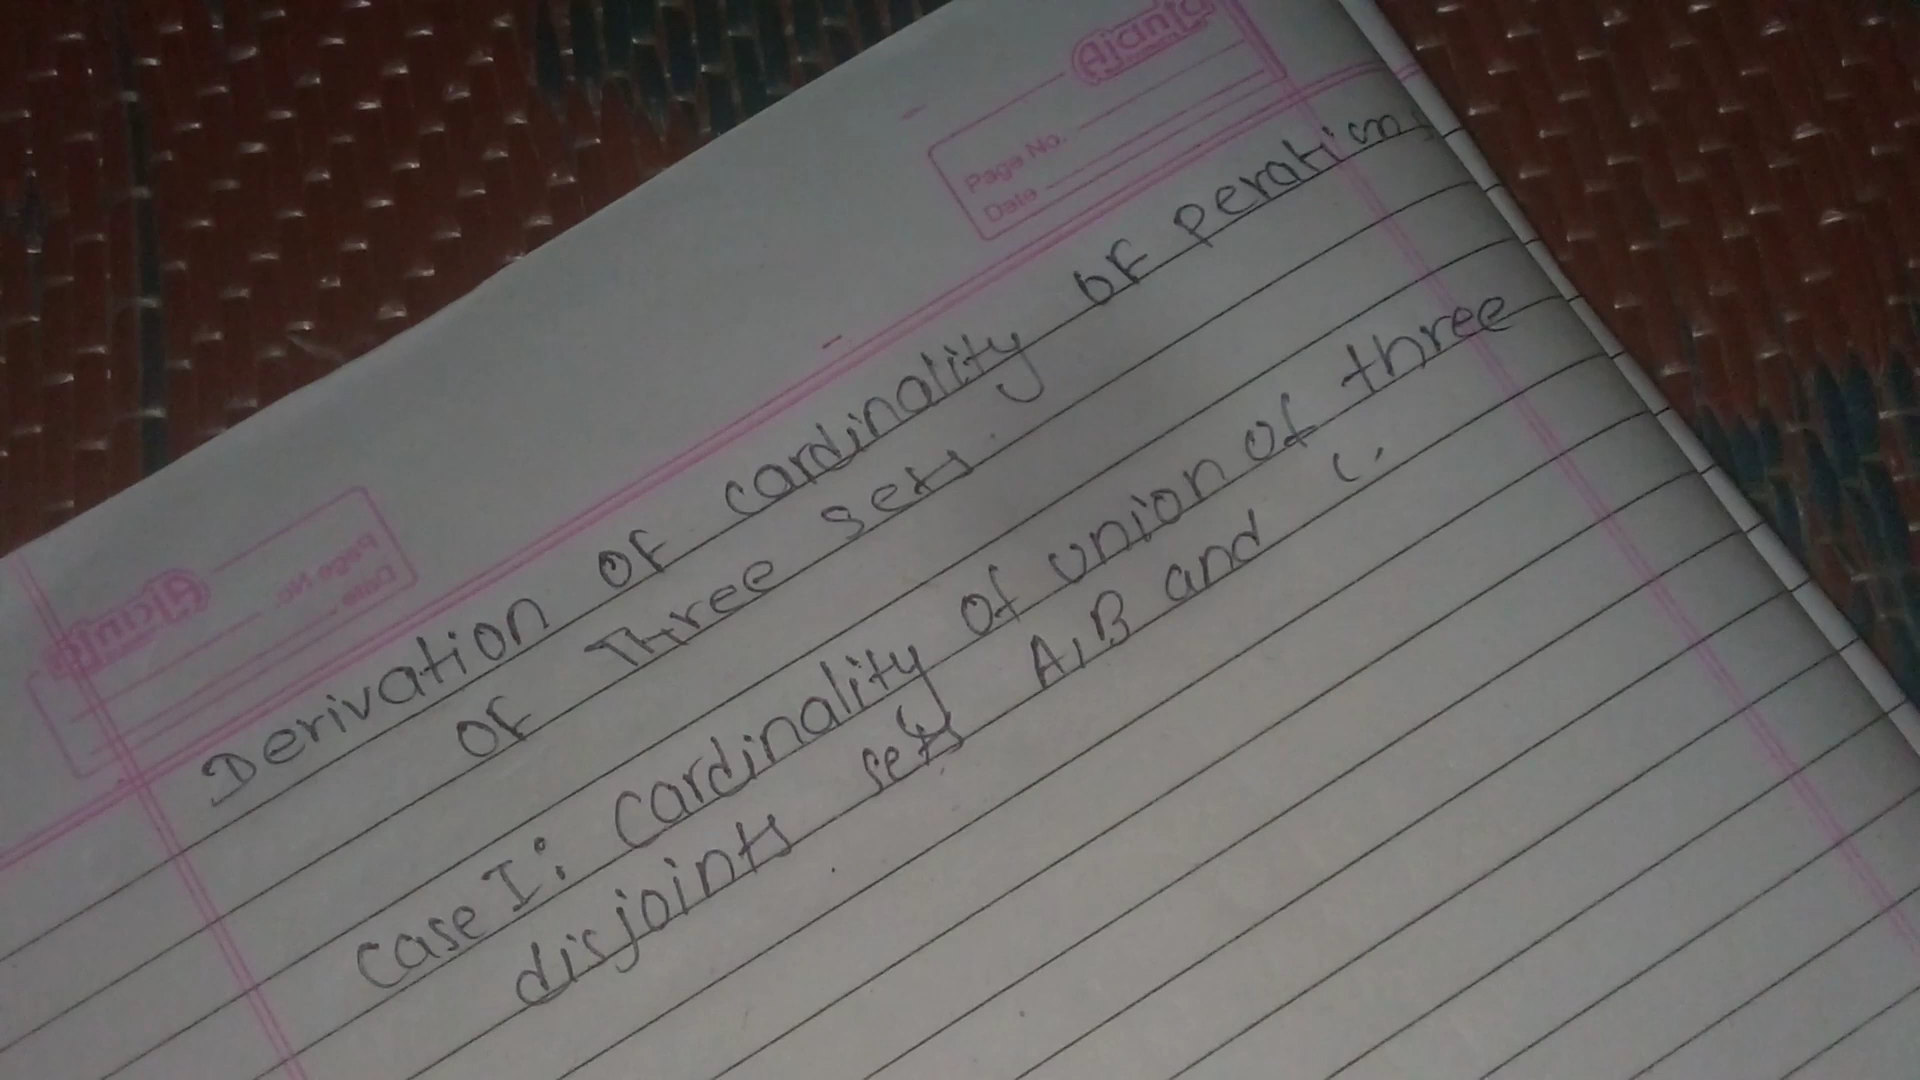 Ajanta
Page No.
Date
Derivation of cardinality of perations
of Three sets.
Case I: Cardinality of union of three
disjoints sets A, B and C.